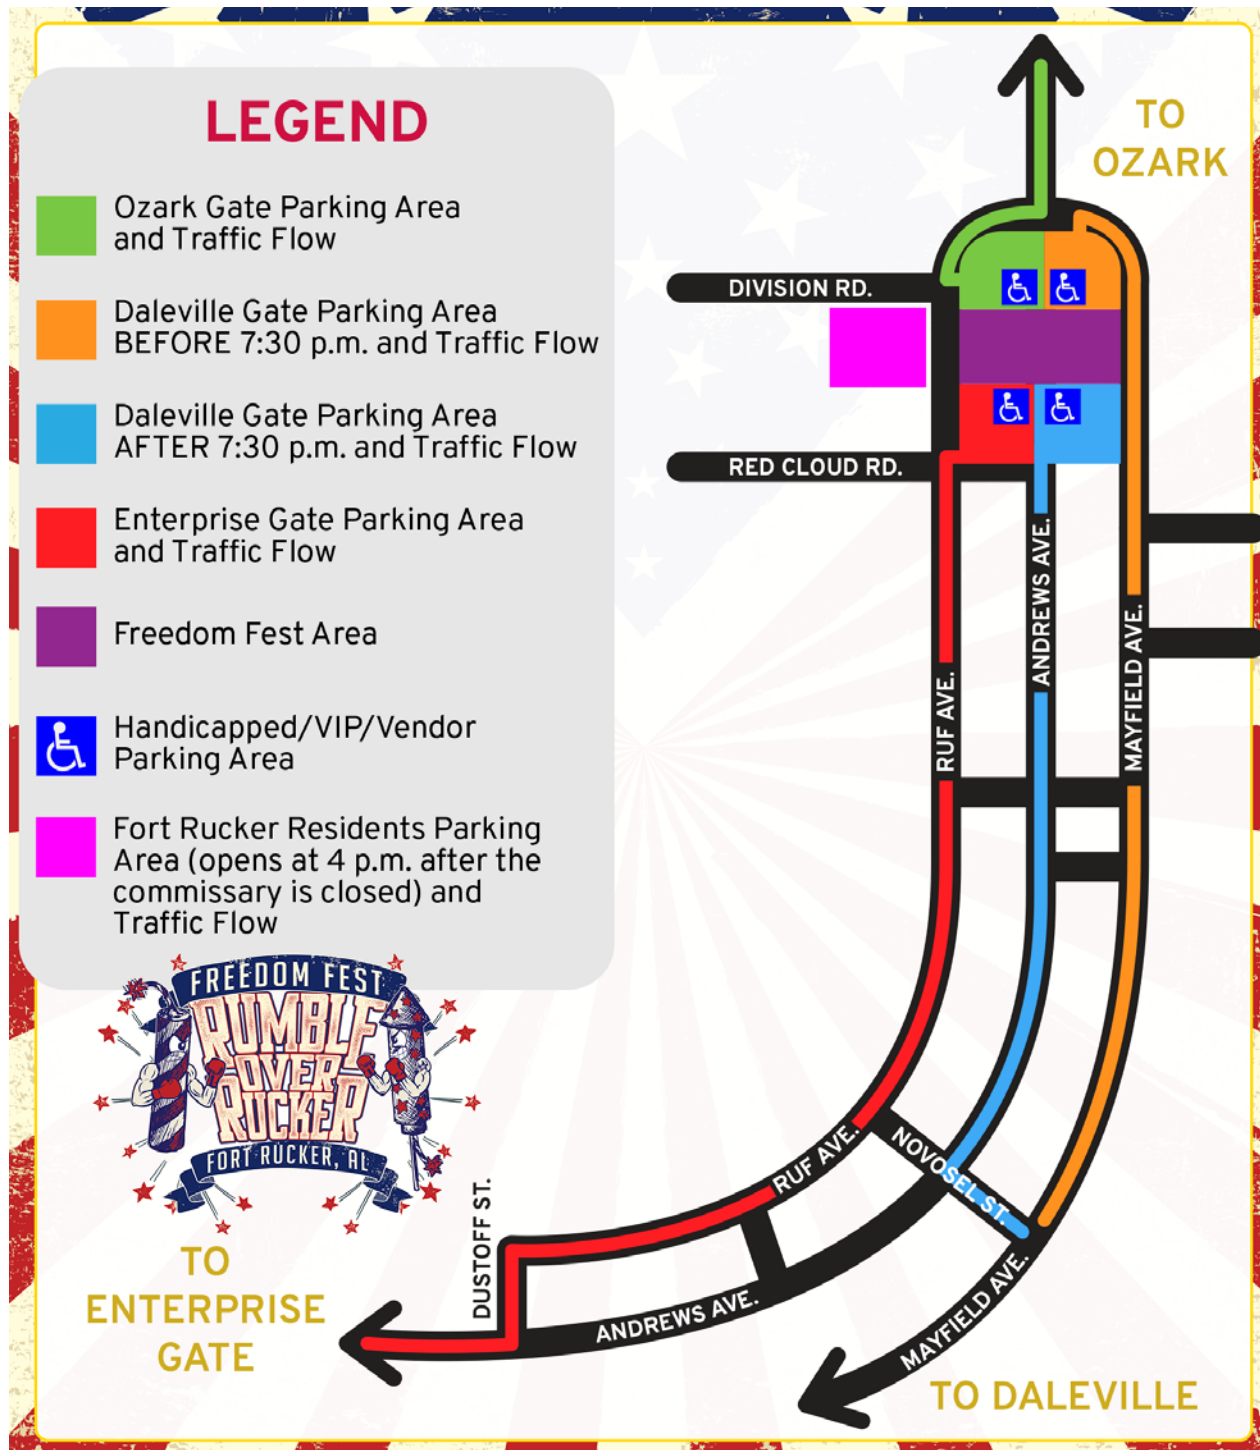 LEGEND
Ozark Gate Parking Area
and Traffic Flow
Daleville Gate Parking Area
BEFORE 7:30 p.m. and Traffic Flow
Daleville Gate Parking Area
AFTER 7:30 p.m. and Traffic Flow
Enterprise Gate Parking Area
and Traffic Flow
Freedom Fest Area
Handicapped/VIP/Vendor
Parking Area
Fort Rucker Residents Parking
Area (opens at 4 p.m. after the
commissary is closed) and
Traffic Flow
FREEDOM FEST
RUMBLE
OVER
RUCKER
FORT RUCKER, AL
TO
OZARK
DIVISION RD.
RED CLOUD RD.
ANDREWS AVE.
MAYFIELD AVE.
RUF AVE.
RUF AVE.
NOVOSEL ST.
DUSTOFF ST.
ANDREWS AVE.
MAYFIELD AVE.
TO
ENTERPRISE
GATE
TO DALEVILLE